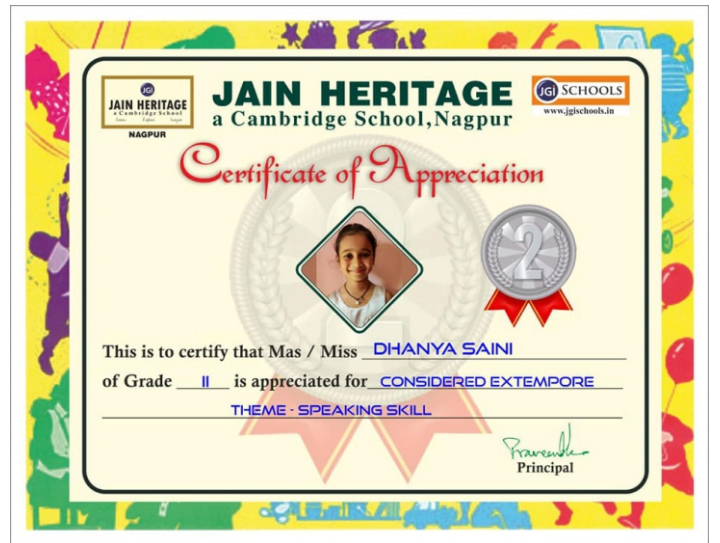 JGI
JAIN HERITAGE
a Cambridge School
NAGPUR
JAIN HERITAGE
a Cambridge School,Nagpur
JGI SCHOOLS
www.jgischools.in
Certificate of Appreciation
2
This is to certify that Mas / Miss DHANYA SAINI
of Grade II is appreciated for CONSIDERED EXTEMPORE
THEME - SPEAKING SKILL
Principal